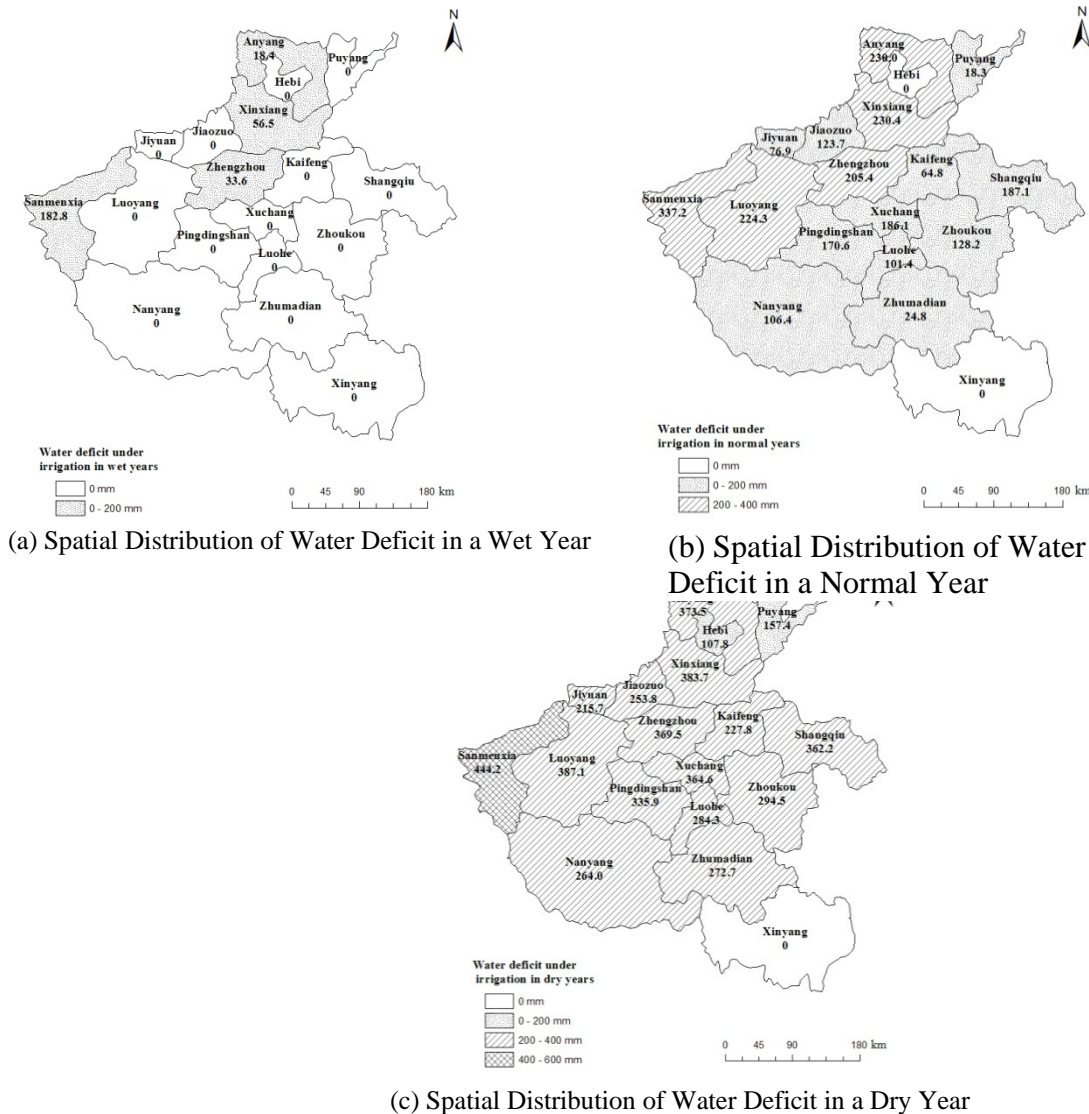 N
Anyang
18.4
Puyang
0
Hebi
0
Xinxiang
56.5
Jiaozuo
0
Jiyuan
0
Zhengzhou
33.6
Kaifeng
0
Shangqiu
0
Sanmenxia
182.8
Luoyang
0
Xuchang
0
Pingdingshan
0
Zhoukou
0
Luohe
0
Nanyang
0
Zhumadian
0
Xinyang
0
Water deficit under
irrigation in wet years
0 mm
0 - 200 mm
0 45 90 180 km
(a) Spatial Distribution of Water Deficit in a Wet Year
N
Anyang
230.0
Puyang
18.3
Hebi
0
Xinxiang
230.4
Jiaozuo
123.7
Jiyuan
76.9
Zhengzhou
205.4
Kaifeng
64.8
Shangqiu
187.1
Sanmenxia
337.2
Luoyang
224.3
Xuchang
186.1
Pingdingshan
170.6
Zhoukou
128.2
Luohe
101.4
Nanyang
106.4
Zhumadian
24.8
Xinyang
0
Water deficit under
irrigation in normal years
0 mm
0 - 200 mm
200 - 400 mm
0 45 90 180 km
(b) Spatial Distribution of Water
Deficit in a Normal Year
373.5
Puyang
157.4
Hebi
107.8
Xinxiang
383.7
Jiaozuo
253.8
Jiyuan
215.7
Zhengzhou
369.5
Kaifeng
227.8
Shangqiu
362.2
Sanmenxia
444.2
Luoyang
387.1
Xuchang
364.6
Pingdingshan
335.9
Zhoukou
294.5
Luohe
284.3
Nanyang
264.0
Zhumadian
272.7
Xinyang
0
Water deficit under
irrigation in dry years
0 mm
0 - 200 mm
200 - 400 mm
400 - 600 mm
0 45 90 180 km
(c) Spatial Distribution of Water Deficit in a Dry Year